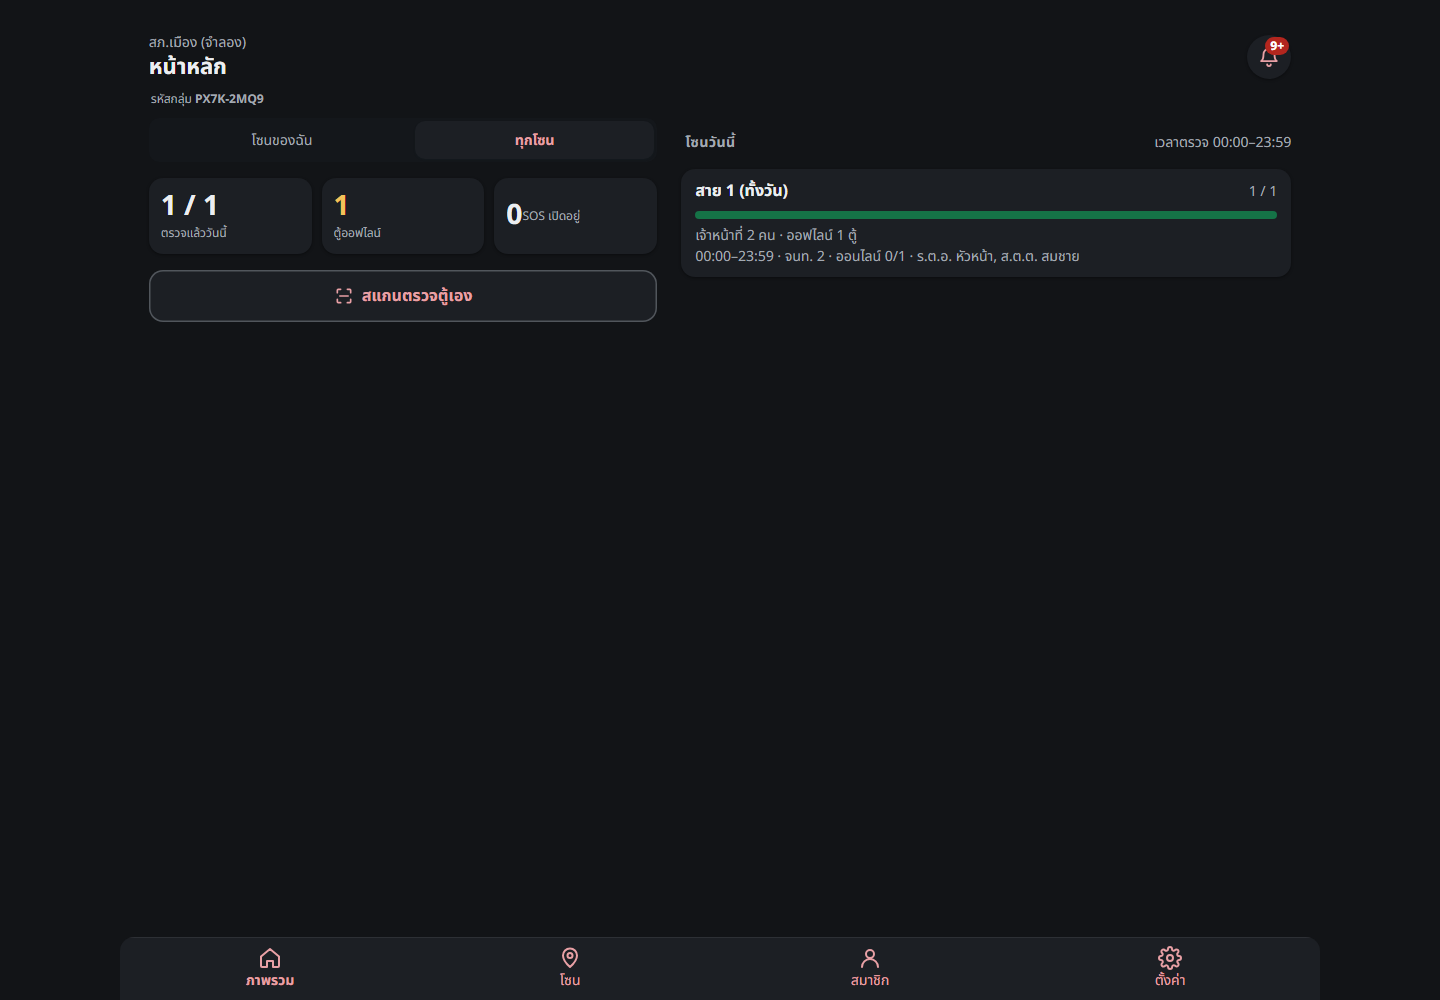 สภ.เมือง (จำลอง)
หน้าหลัก
9+
รหัสกลุ่ม PX7K-2MQ9
โซนของฉัน
ทุกโซน
1 / 1
ตรวจแล้ววันนี้
1
ตู้ออฟไลน์
0 SOS เปิดอยู่
สแกนตรวจตู้เอง
โซนวันนี้
เวลาตรวจ 00:00–23:59
สาย 1 (ทั้งวัน)
1 / 1
เจ้าหน้าที่ 2 คน · ออฟไลน์ 1 ตู้
00:00–23:59 · จนท. 2 · ออนไลน์ 0/1 · ร.ต.อ. หัวหน้า, ส.ต.ต. สมชาย
ภาพรวม
โซน
สมาชิก
ตั้งค่า